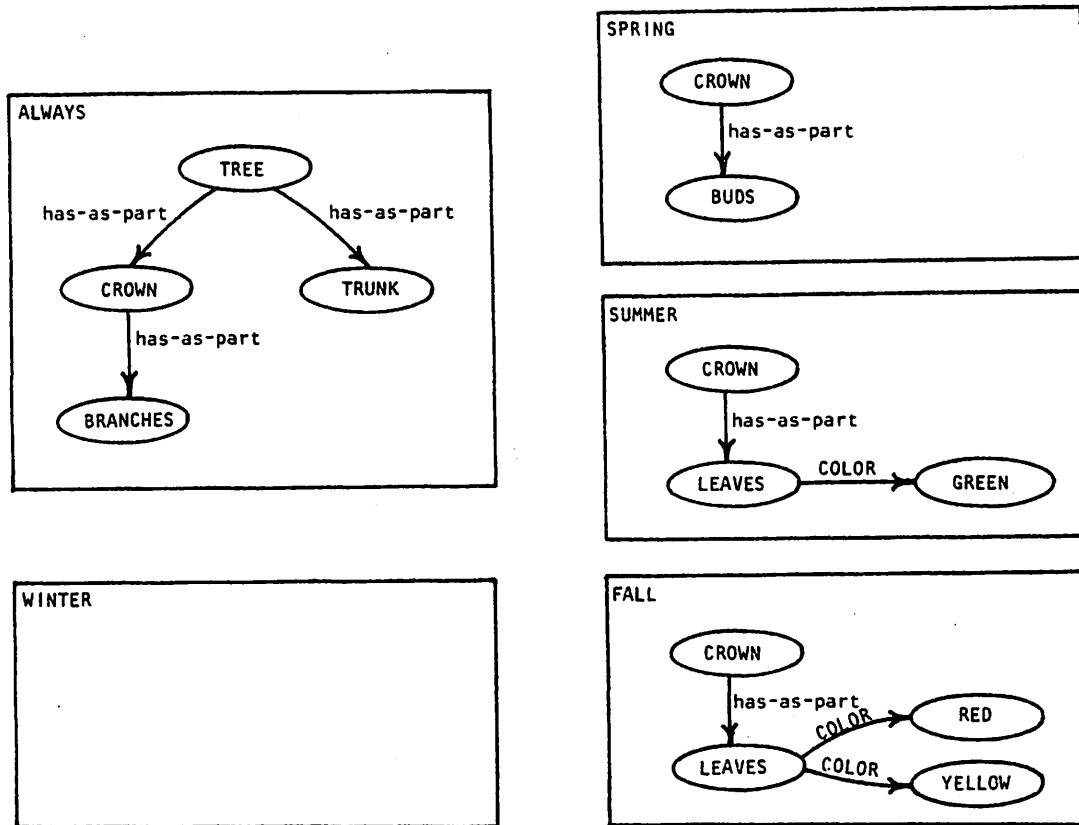 ALWAYS
TREE
has-as-part
has-as-part
CROWN
TRUNK
has-as-part
BRANCHES
WINTER
SPRING
CROWN
has-as-part
BUDS
SUMMER
CROWN
has-as-part
LEAVES
COLOR
GREEN
FALL
CROWN
has-as-part
COLOR
RED
LEAVES
COLOR
YELLOW